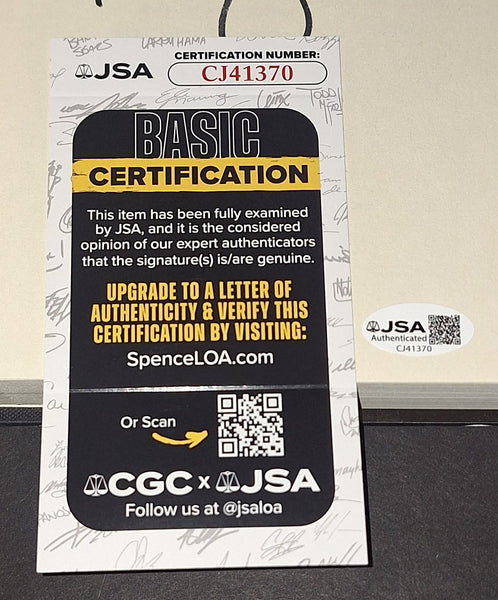 CERTIFICATION NUMBER:
JSA
CJ41370
BASIC
CERTIFICATION
This item has been fully examined
by JSA, and it is the considered
opinion of our expert authenticators
that the signature(s) is/are genuine.
UPGRADE TO A LETTER OF
AUTHENTICITY & VERIFY THIS
CERTIFICATION BY VISITING:
SpenceLOA.com
Or Scan
CGC x JSA
Follow us at @jsaloa
JSA
Authenticated
CJ41370